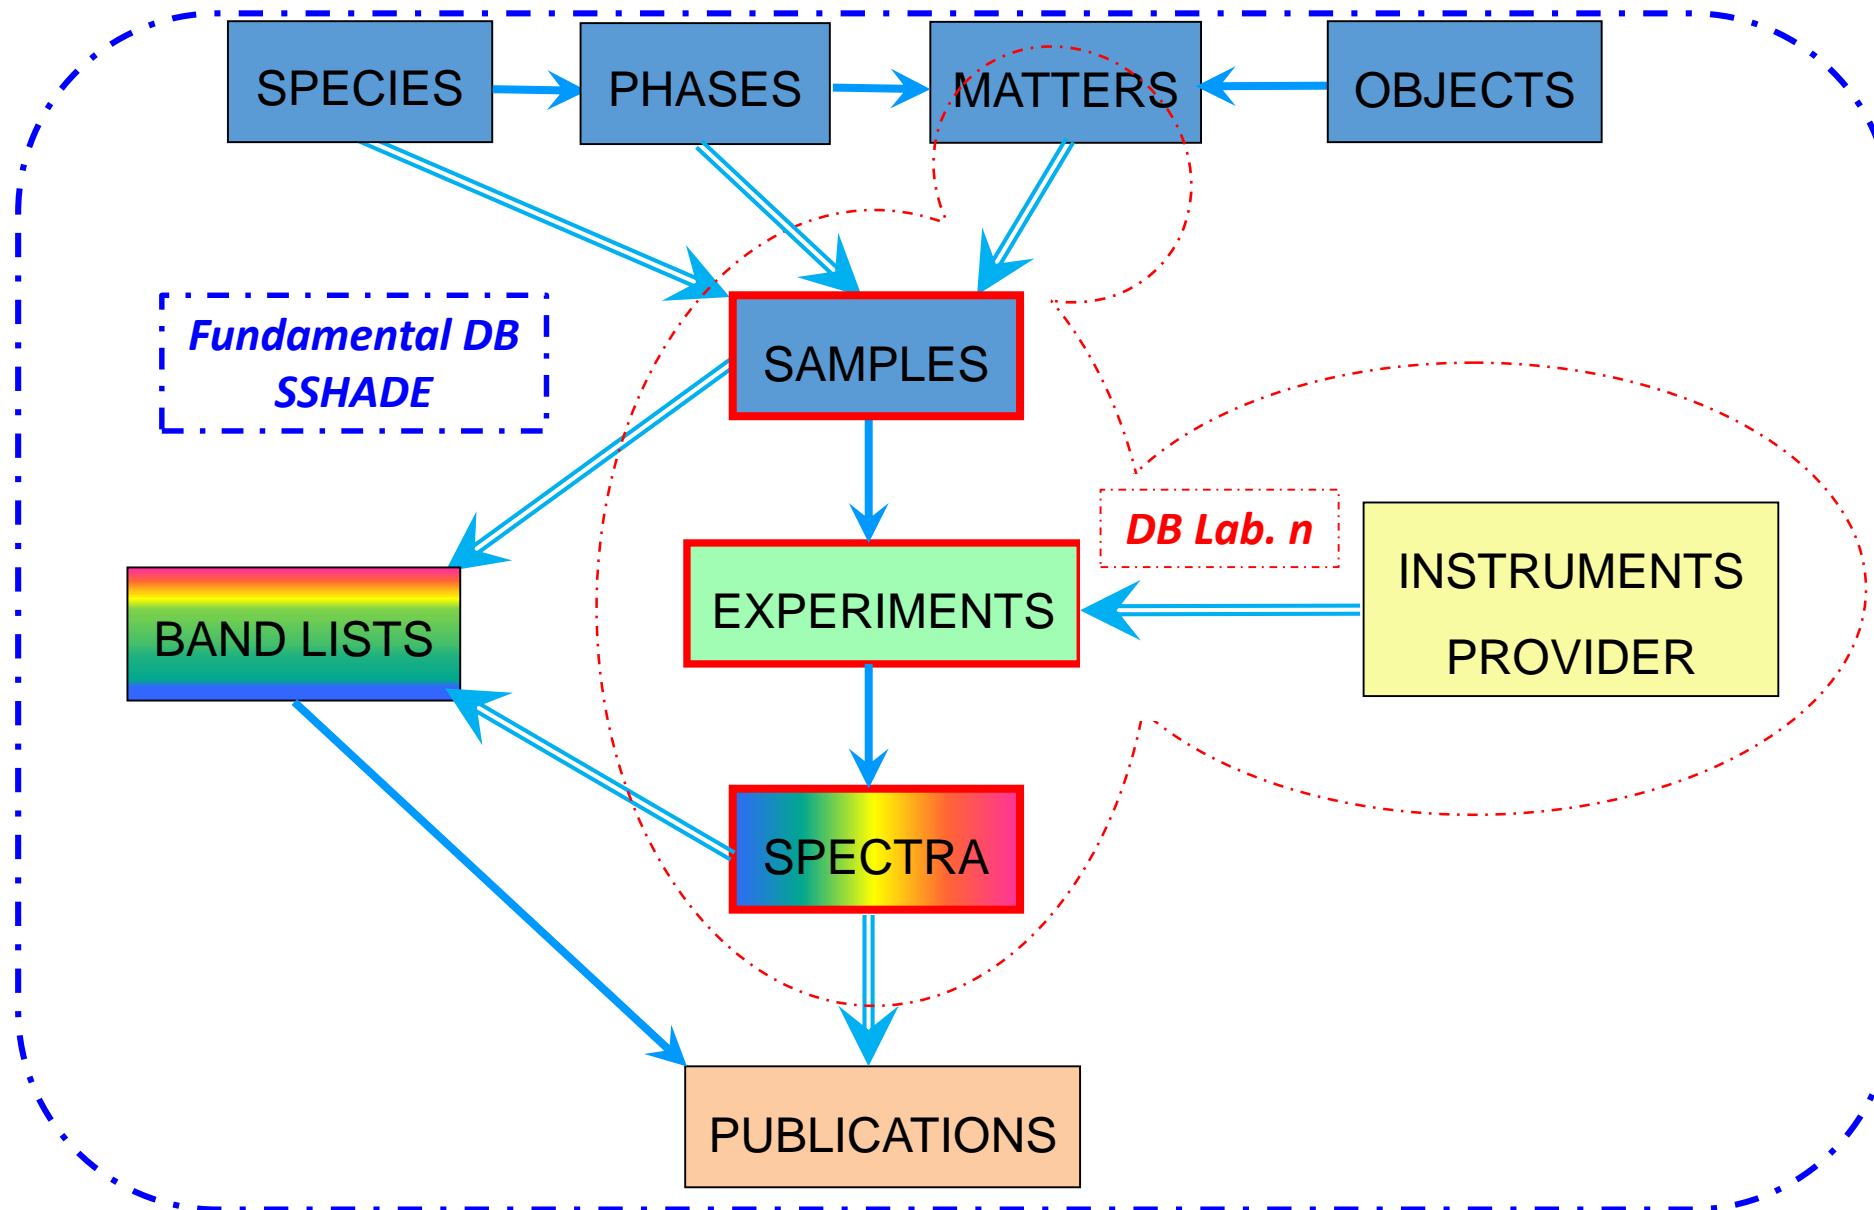 SPECIES
PHASES
MATTERS
OBJECTS
Fundamental DB
SSHADE
SAMPLES
DB Lab. n
INSTRUMENTS
PROVIDER
EXPERIMENTS
BAND LISTS
SPECTRA
PUBLICATIONS